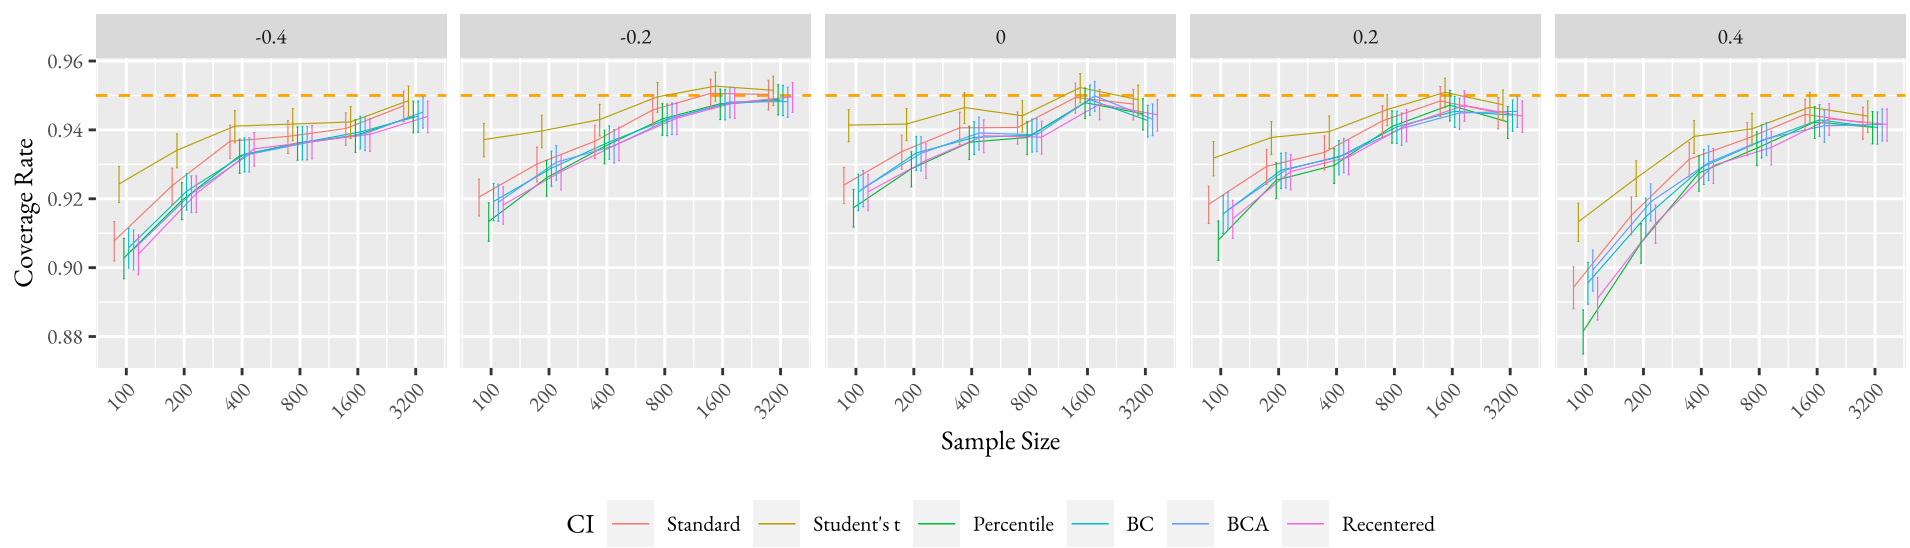 -0.4 -0.2 0 0.2 0.4
0.96
0.94
0.92
0.90
0.88
Coverage Rate
100 200 400 800 1600 3200 100 200 400 800 1600 3200 100 200 400 800 1600 3200 100 200 400 800 1600 3200 100 200 400 800 1600 3200
Sample Size
CI Standard Student's t Percentile BC BCA Recentered